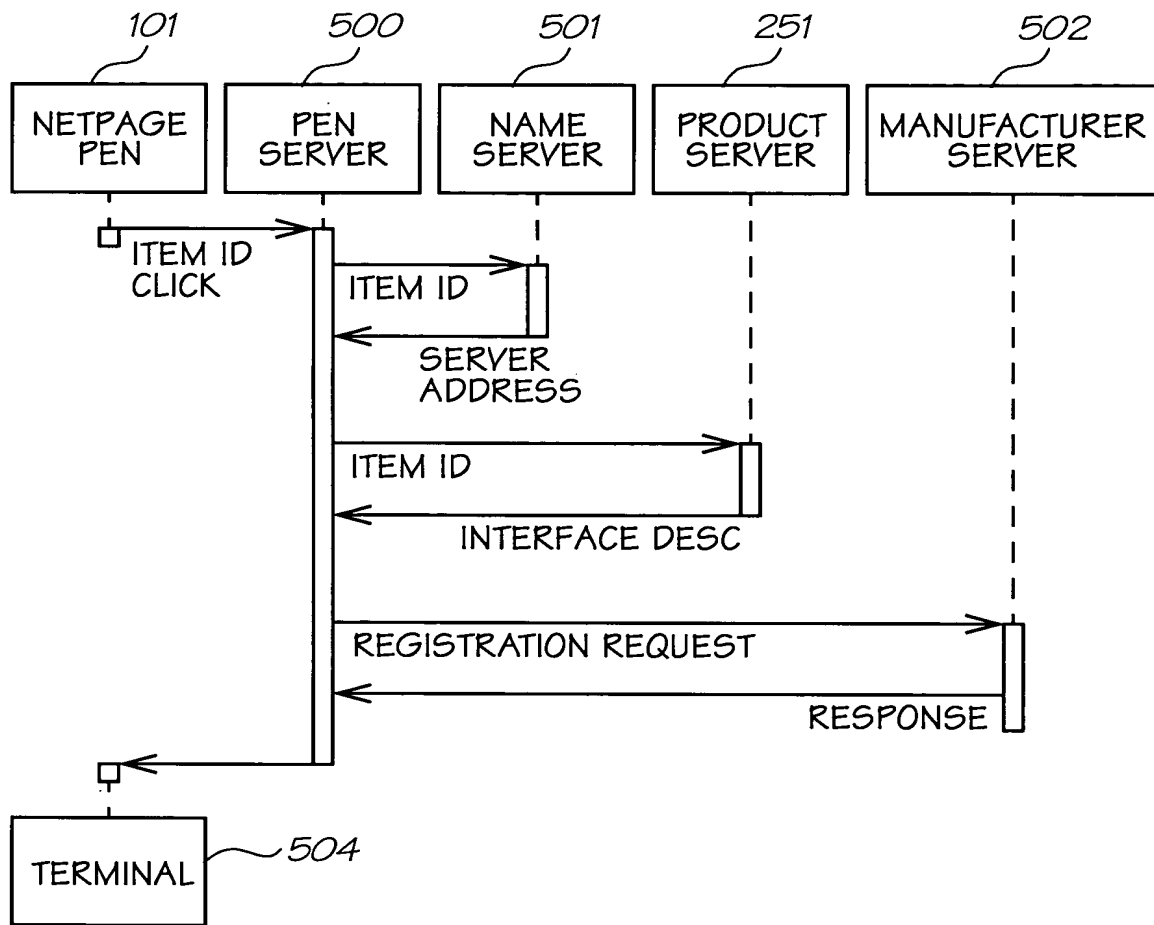 101
500
501
251
502
NETPAGE
PEN
PEN
SERVER
NAME
SERVER
PRODUCT
SERVER
MANUFACTURER
SERVER
ITEM ID
CLICK
ITEM ID
SERVER
ADDRESS
ITEM ID
INTERFACE DESC
REGISTRATION REQUEST
RESPONSE
TERMINAL
504